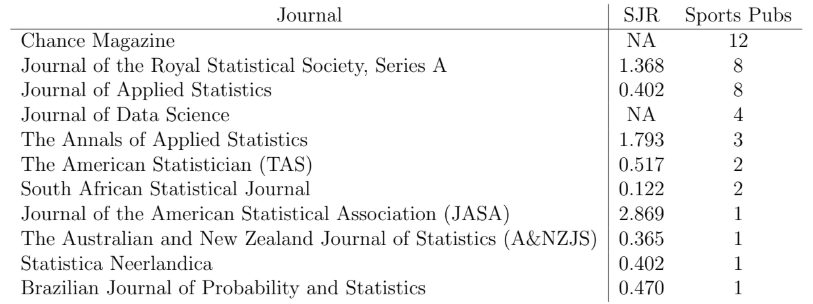 Journal SJR Sports Pubs
Chance Magazine NA 12
Journal of the Royal Statistical Society, Series A 1.368 8
Journal of Applied Statistics 0.402 8
Journal of Data Science NA 4
The Annals of Applied Statistics 1.793 3
The American Statistician (TAS) 0.517 2
South African Statistical Journal 0.122 2
Journal of the American Statistical Association (JASA) 2.869 1
The Australian and New Zealand Journal of Statistics (A&NZJS) 0.365 1
Statistica Neerlandica 0.402 1
Brazilian Journal of Probability and Statistics 0.470 1